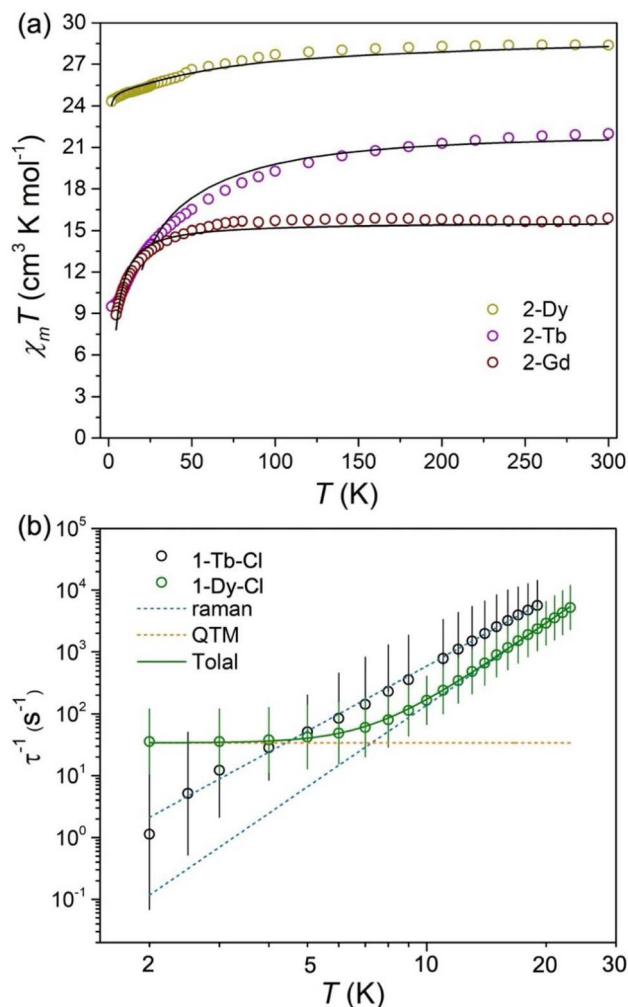 (a)
30
27
24
21
18
15
12
9
6
3
0
χmT (cm³ K mol⁻¹)
2-Dy
2-Tb
2-Gd
0 50 100 150 200 250 300
T (K)
(b)
10⁵
10⁴
10³
10²
10¹
10⁰
10⁻¹
τ⁻¹ (s⁻¹)
1-Tb-Cl
1-Dy-Cl
raman
QTM
Tolal
2 5 10 20 30
T (K)